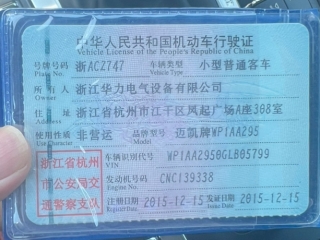 中华人民共和国机动车行驶证
Vehicle License of the People's Republic of China
号牌号码 浙ACZ747 车辆类型 小型普通客车
Plate No. Vehicle Type
所有人 浙江华力电气设备有限公司
Owner
住址 浙江省杭州市江干区凤起广场A座308室
Address
使用性质 非营运 品牌型号 迈凯牌WP1AA295
Use Character Model
浙江省杭州
市公安局交
通警察支队
车辆识别代号 WP1AA2950GLB05799
VIN
发动机号码 CNC139338
Engine No.
注册日期 2015-12-15 发证日期 2015-12-15
Register Date Issue Date